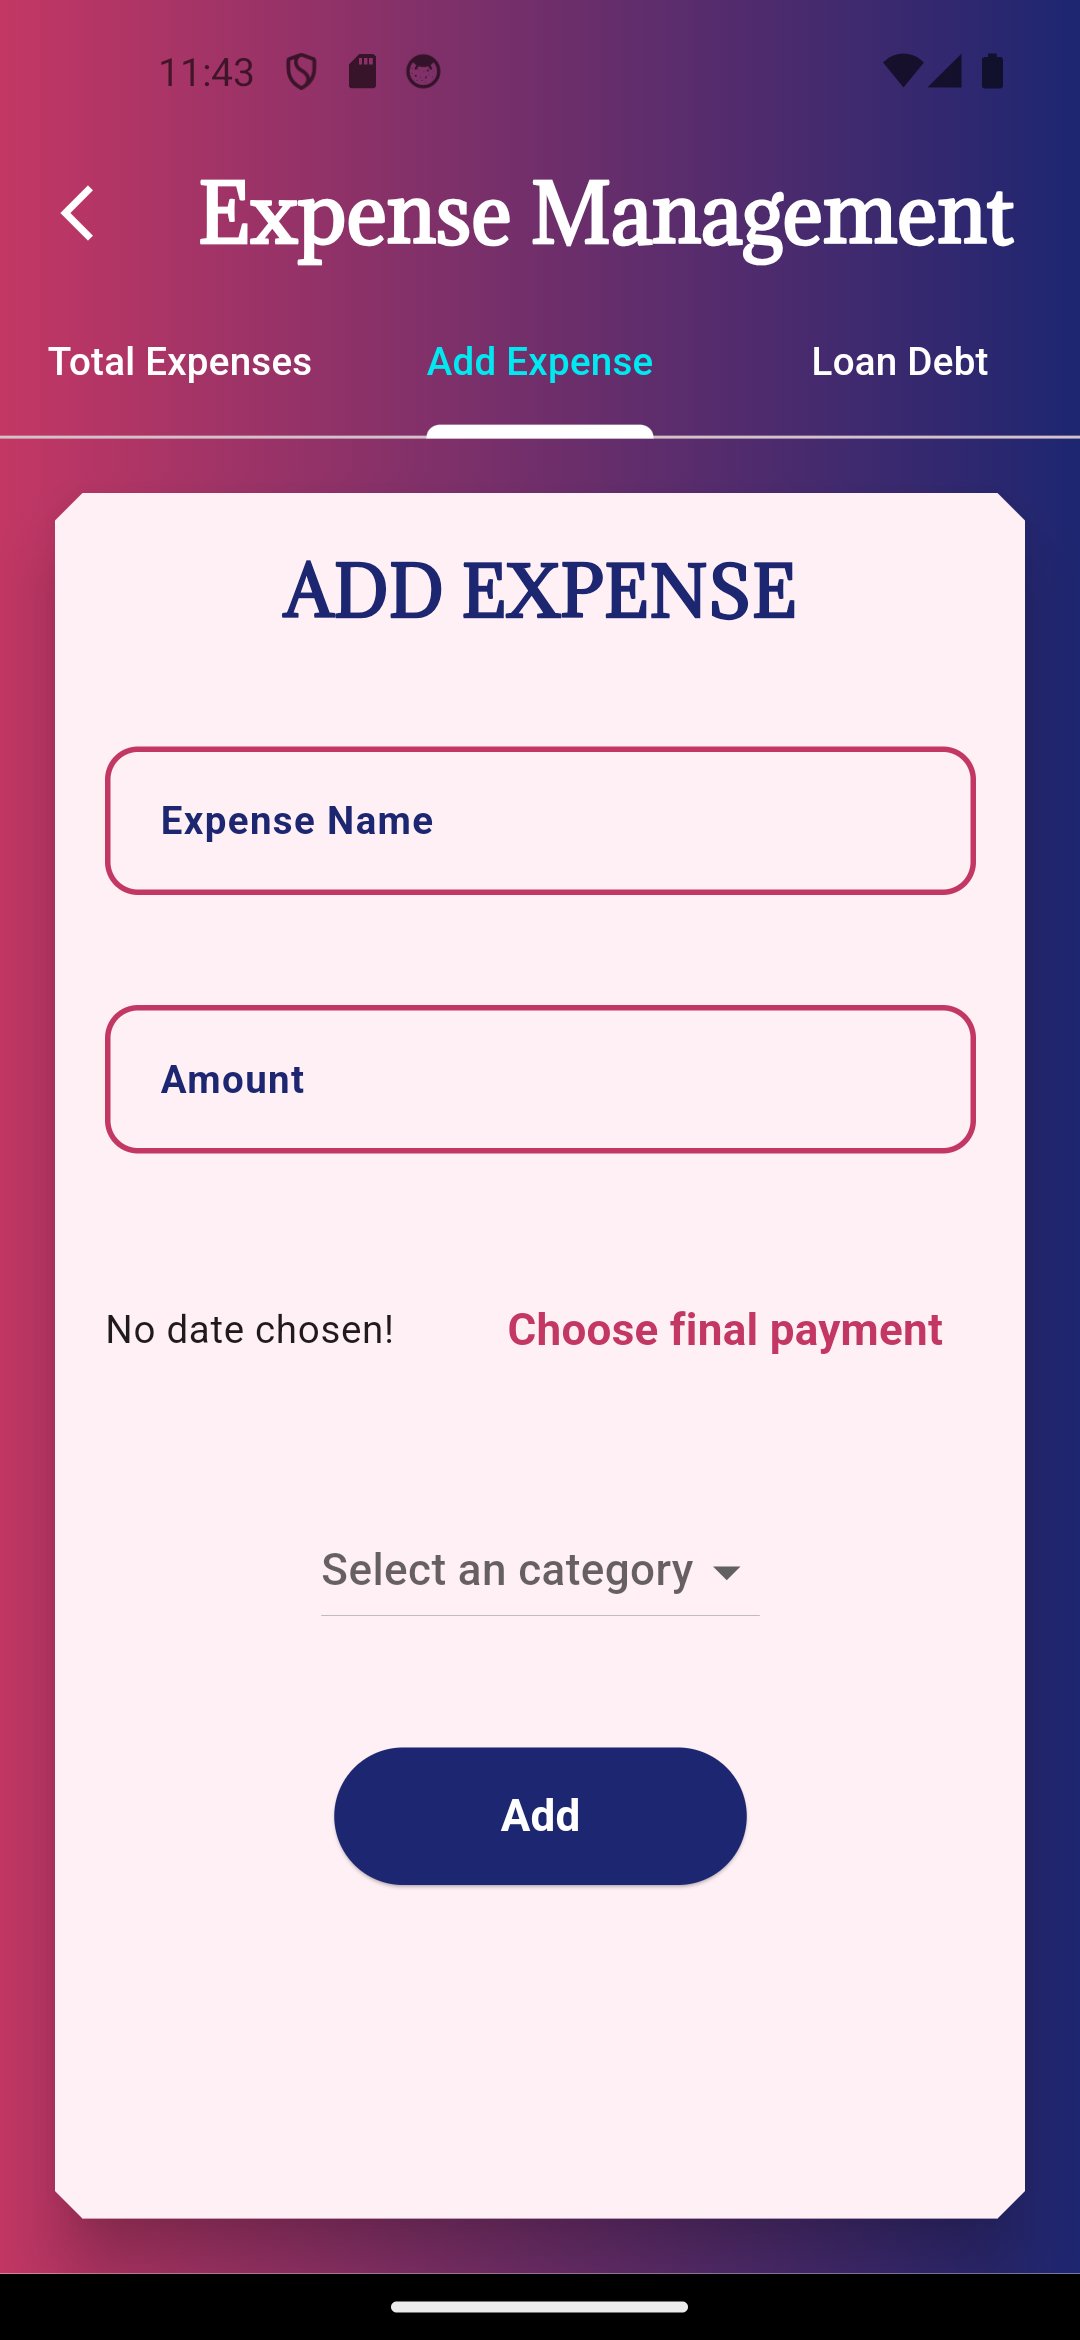 11:43
Expense Management
Total Expenses Add Expense Loan Debt
ADD EXPENSE
Expense Name
Amount
No date chosen! Choose final payment
Select an category
Add